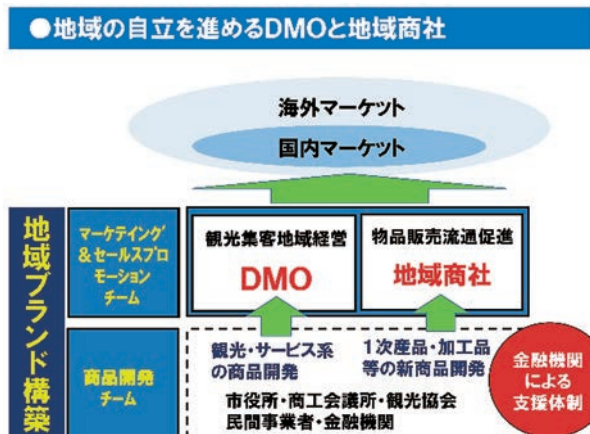 ●地域の自立を進めるDMOと地域商社
海外マーケット
国内マーケット
地域ブランド構築
マーケテイング
&セールスプロ
モーション
チーム
観光集客地域経営
DMO
物品販売流通促進
地域商社
商品開発
チーム
観光・サービス系
の商品開発
1次産品・加工品
等の新商品開発
市役所・商工会議所・観光協会
民間事業者・金融機関
金融機関
による
支援体制